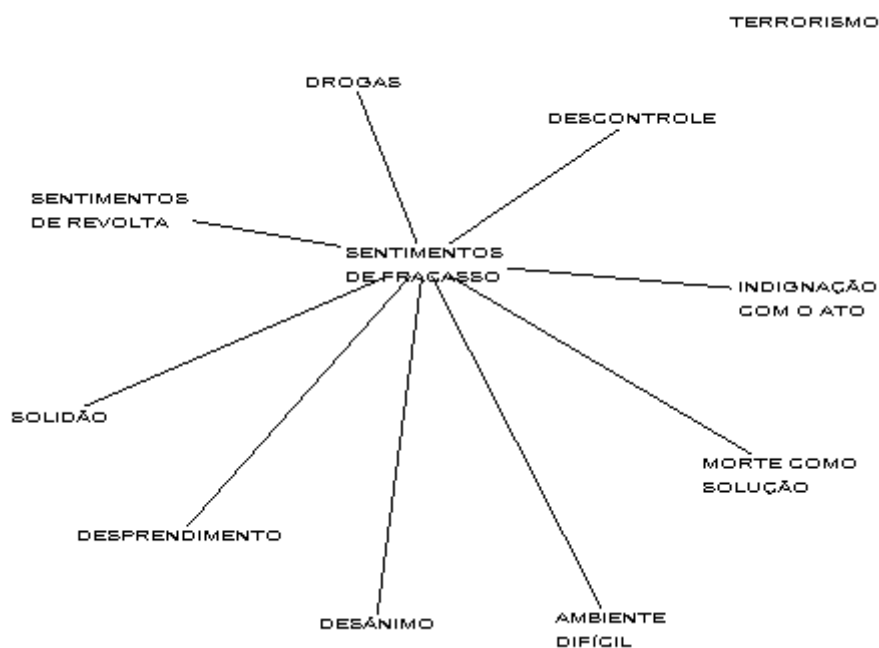 TERRORISMO
DROGAS
DESCONTROLE
SENTIMENTOS
DE REVOLTA
SENTIMENTOS
DE FRACASSO
INDIGNAÇÃO
COM O ATO
SOLIDÃO
MORTE COMO
SOLUÇÃO
DESPRENDIMENTO
DESÂNIMO
AMBIENTE
DIFÍCIL